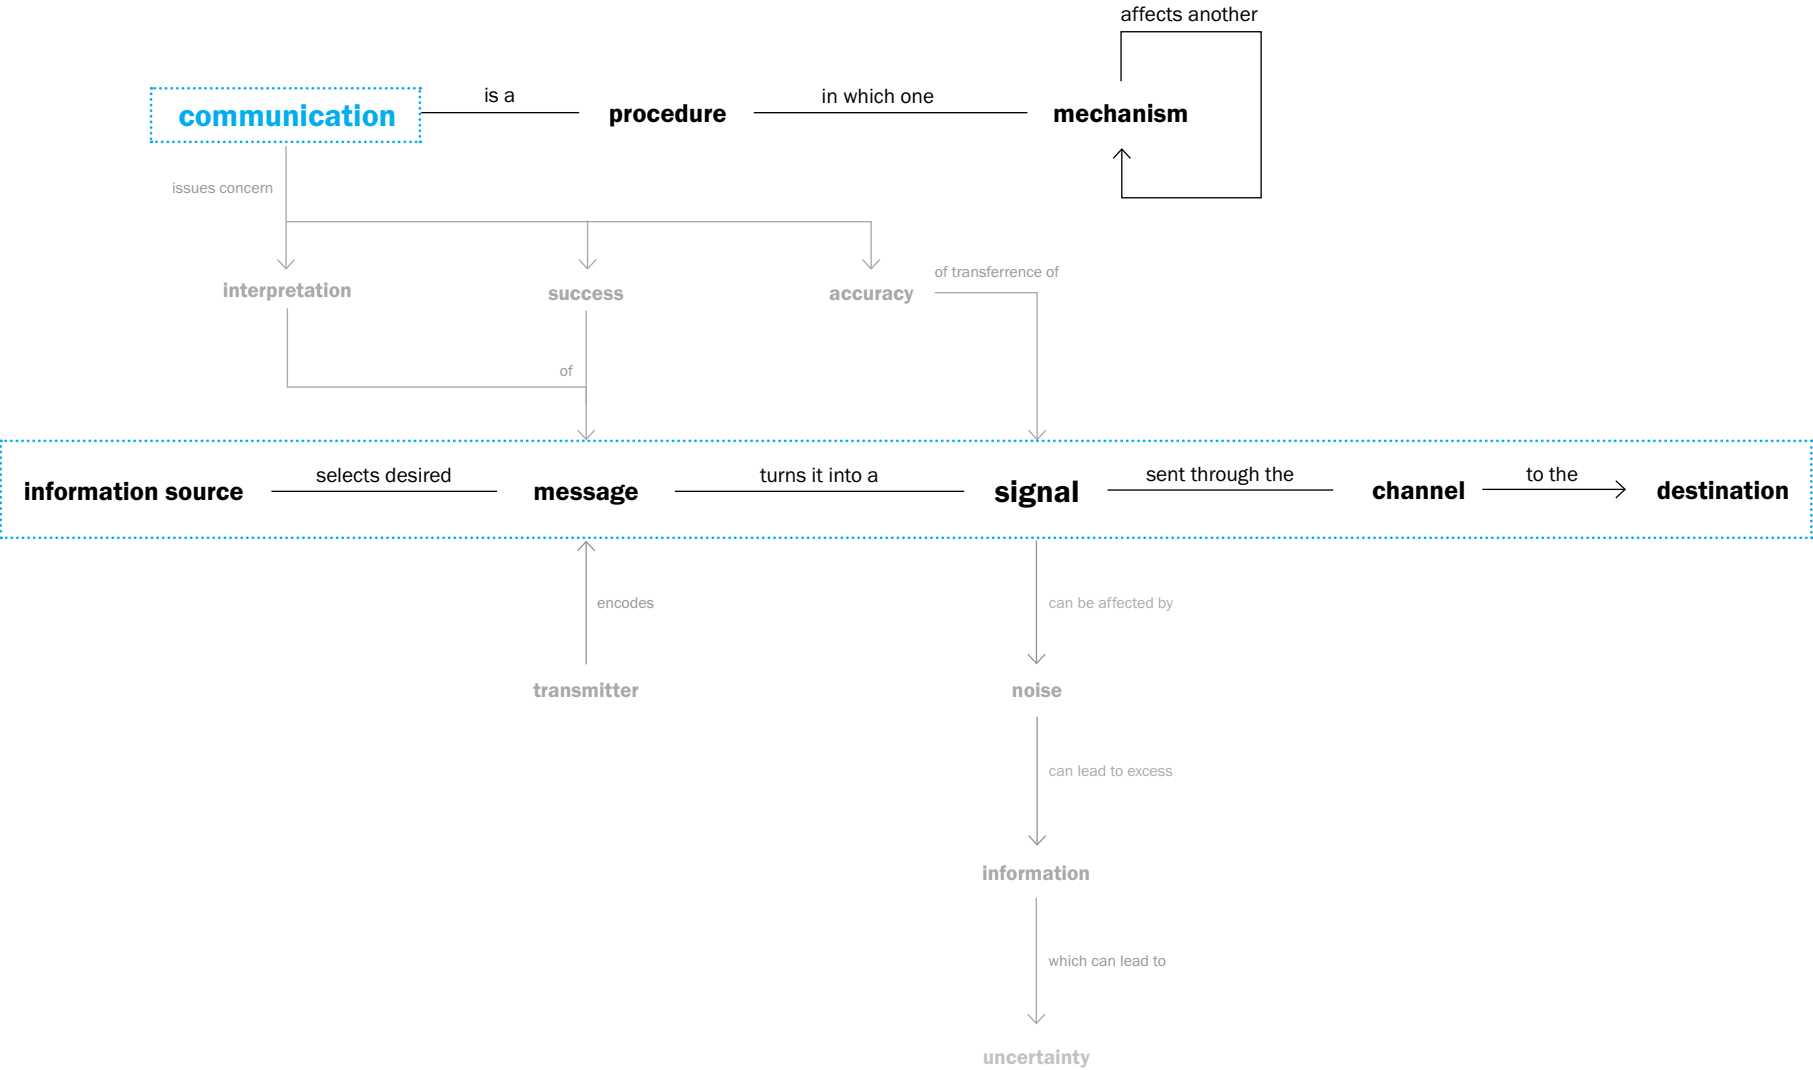 affects another
communication is a procedure in which one mechanism
issues concern
of transferrence of
interpretation success accuracy
of
information source selects desired message turns it into a signal sent through the channel to the destination
encodes can be affected by
transmitter noise
can lead to excess
information
which can lead to
uncertainty